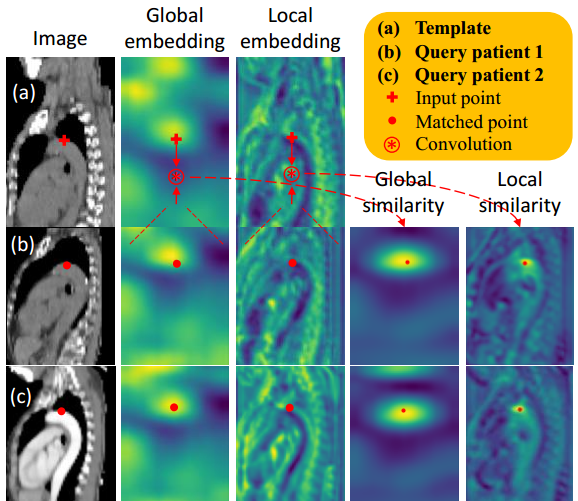 Image
Global
embedding
Local
embedding
(a) Template
(b) Query patient 1
(c) Query patient 2
Input point
Matched point
Convolution
(a)
Global
similarity
Local
similarity
(b)
(c)